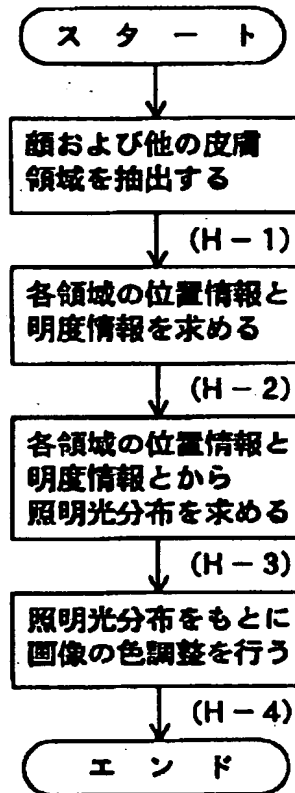 スタート
顔および他の皮膚
領域を抽出する
(H-1)
各領域の位置情報と
明度情報を求める
(H-2)
各領域の位置情報と
明度情報とから
照明光分布を求める
(H-3)
照明光分布をもとに
画像の色調整を行う
(H-4)
エンド